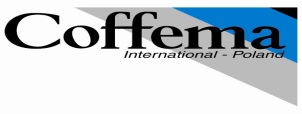 Coffema
International - Poland